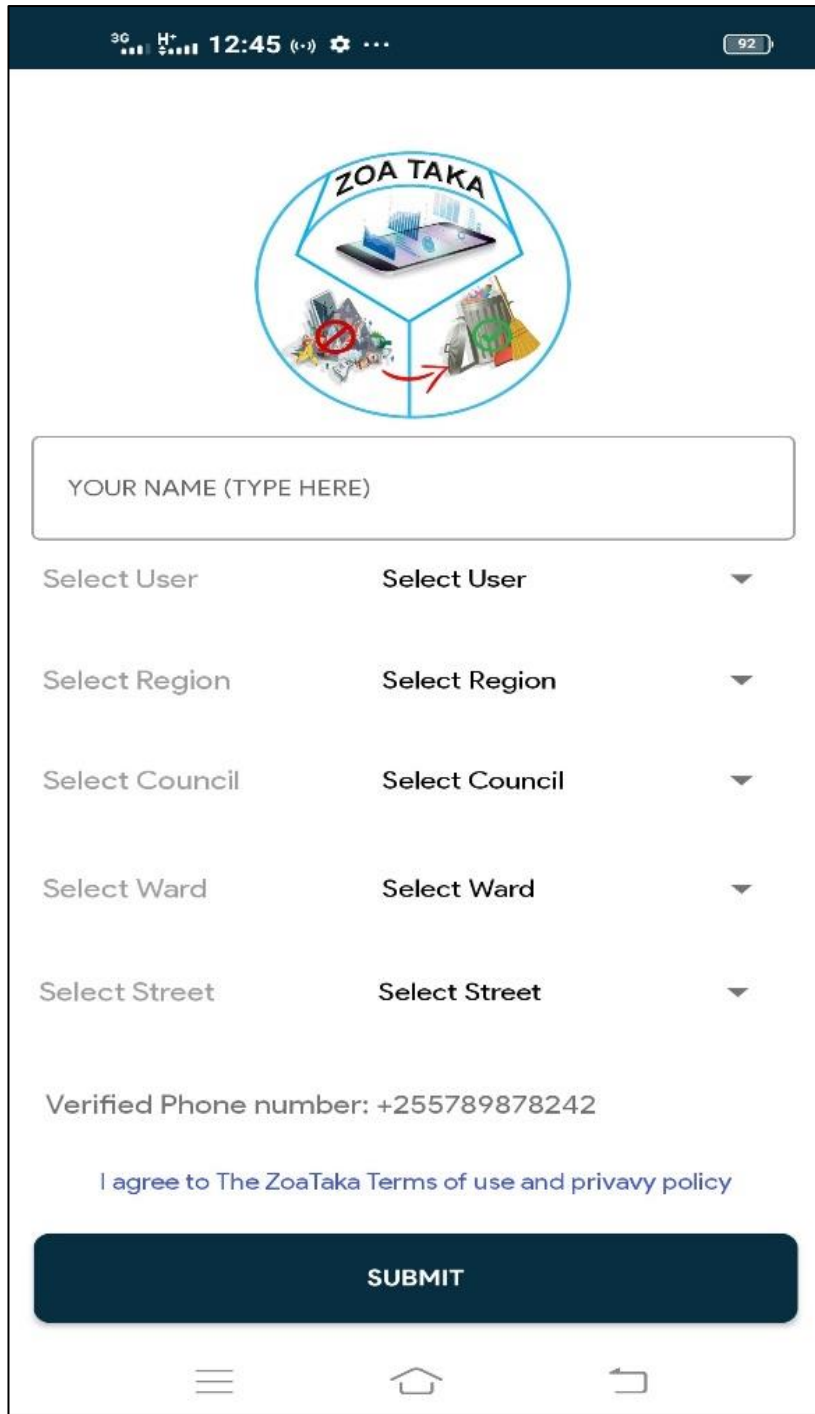 3G H+ 12:45 92
ZOA TAKA
YOUR NAME (TYPE HERE)
Select User Select User
Select Region Select Region
Select Council Select Council
Select Ward Select Ward
Select Street Select Street
Verified Phone number: +255789878242
I agree to The ZoaTaka Terms of use and privavy policy
SUBMIT